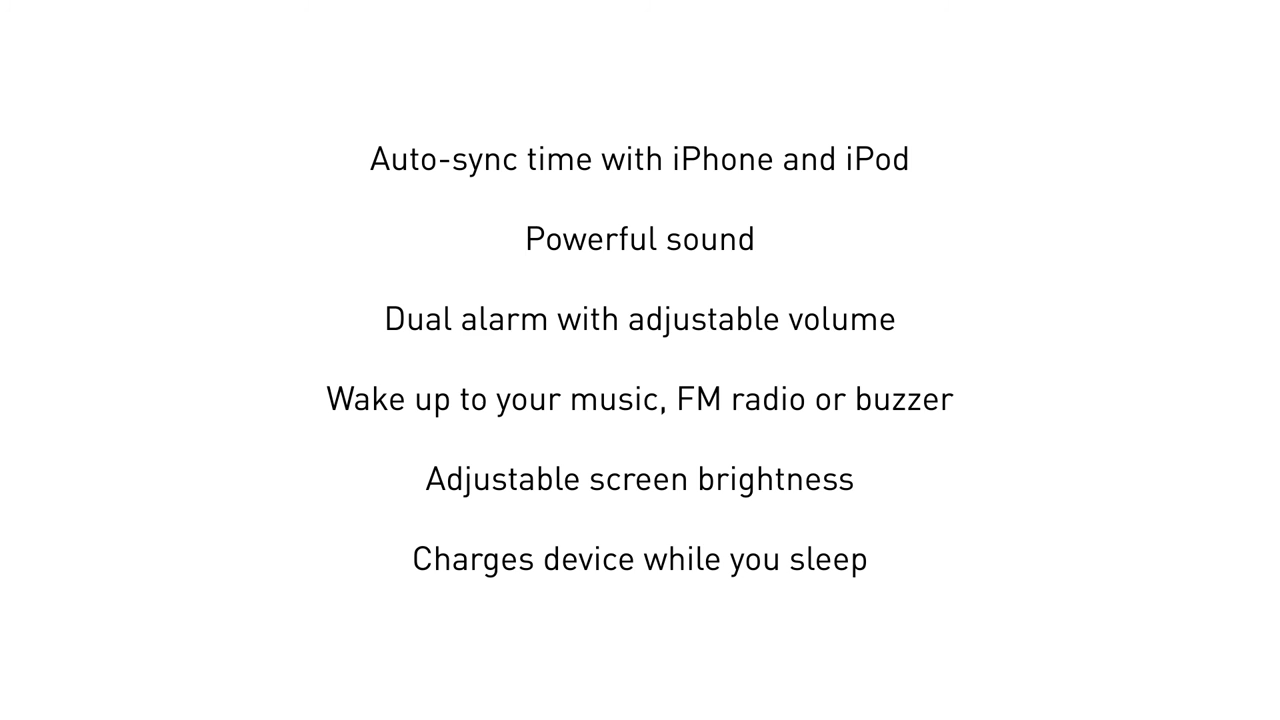 Auto-sync time with iPhone and iPod
Powerful sound
Dual alarm with adjustable volume
Wake up to your music, FM radio or buzzer
Adjustable screen brightness
Charges device while you sleep